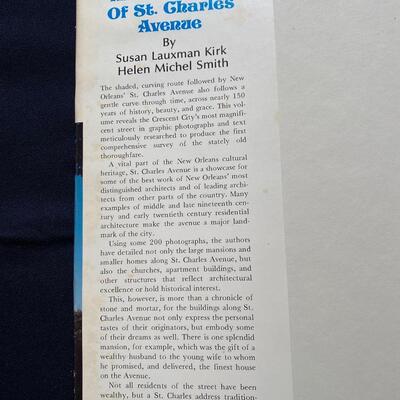 Of St. Charles
Avenue
By
Susan Lauxman Kirk
Helen Michel Smith
The shaded, curving route followed by New
Orleans' St. Charles Avenue also follows a
gentle curve through time, across nearly 150
years of history, beauty, and grace. This vol-
ume reveals the Crescent City's most magnifi-
cent street in graphic photographs and text
meticulously researched to produce the first
comprehensive survey of the stately old
thoroughfare.
A vital part of the New Orleans cultural
heritage, St. Charles Avenue is a showcase for
some of the best work of New Orleans' most
distinguished architects and of leading archi-
tects from other parts of the country. Many
examples of middle and late nineteenth cen-
tury and early twentieth century residential
architecture make the avenue a major land-
mark of the city.
Using some 200 photographs, the authors
have detailed not only the large mansions and
smaller homes along St. Charles Avenue, but
also the churches, apartment buildings, and
other structures that reflect architectural
excellence or hold historical interest.
This, however, is more than a chronicle of
stone and mortar, for the buildings along St.
Charles Avenue not only express the personal
tastes of their originators, but embody some
of their dreams as well. There is one splendid
mansion, for example, which was the gift of a
wealthy husband to the young wife to whom
he promised, and delivered, the finest house
on the Avenue.
Not all residents of the street have been
wealthy, but a St. Charles address tradition-